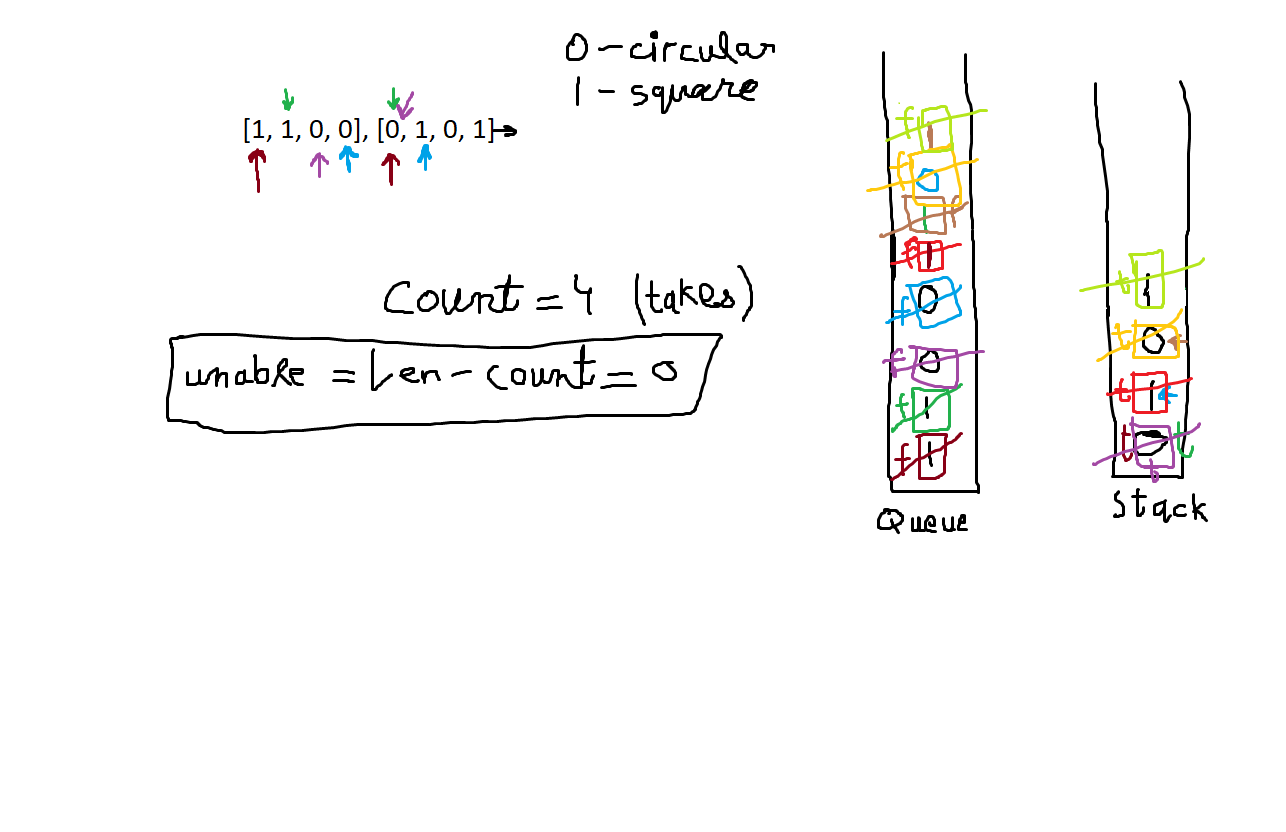 0 - circular
1 - square
[1, 1, 0, 0], [0, 1, 0, 1]
Count = 4 (takes)
unable = Len - count = 0
f 1
f 0
1 f
f 1
f 0
f 0
f 1
f 1
Queue
t 1
t 0
t 1
t 0 t
t
Stack